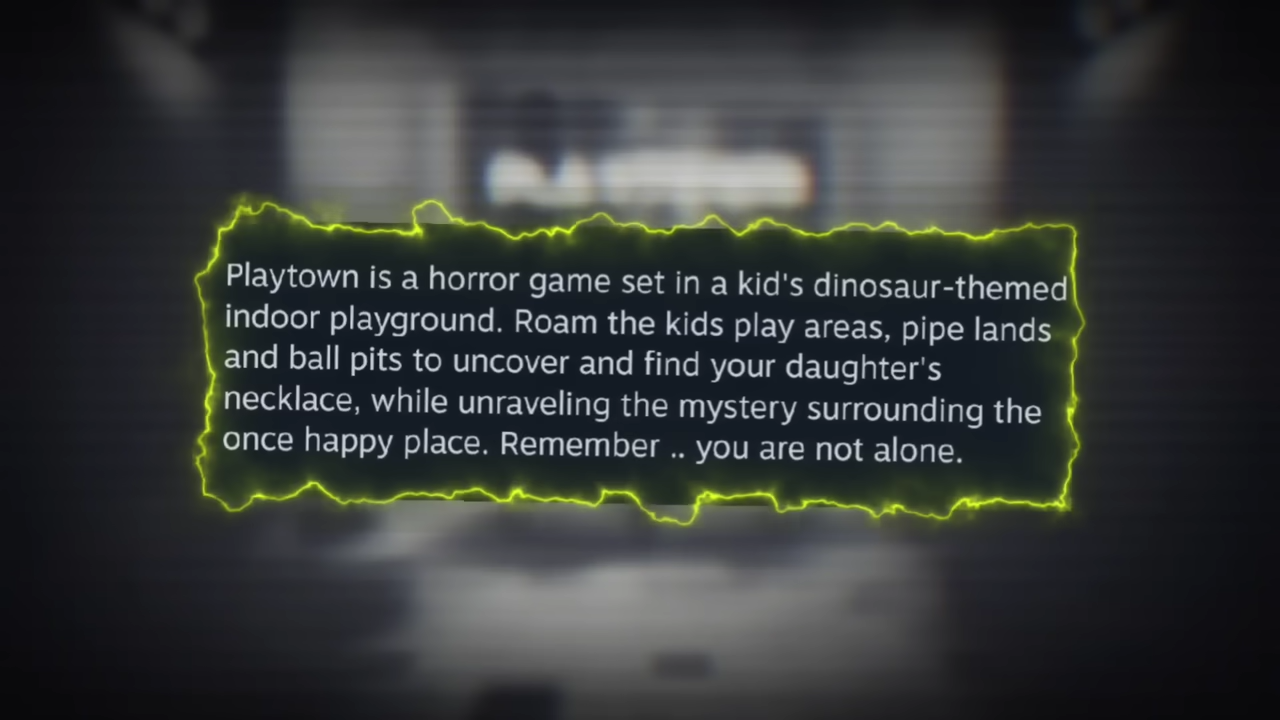 Playtown is a horror game set in a kid's dinosaur-themed
indoor playground. Roam the kids play areas, pipe lands
and ball pits to uncover and find your daughter's
necklace, while unraveling the mystery surrounding the
once happy place. Remember .. you are not alone.